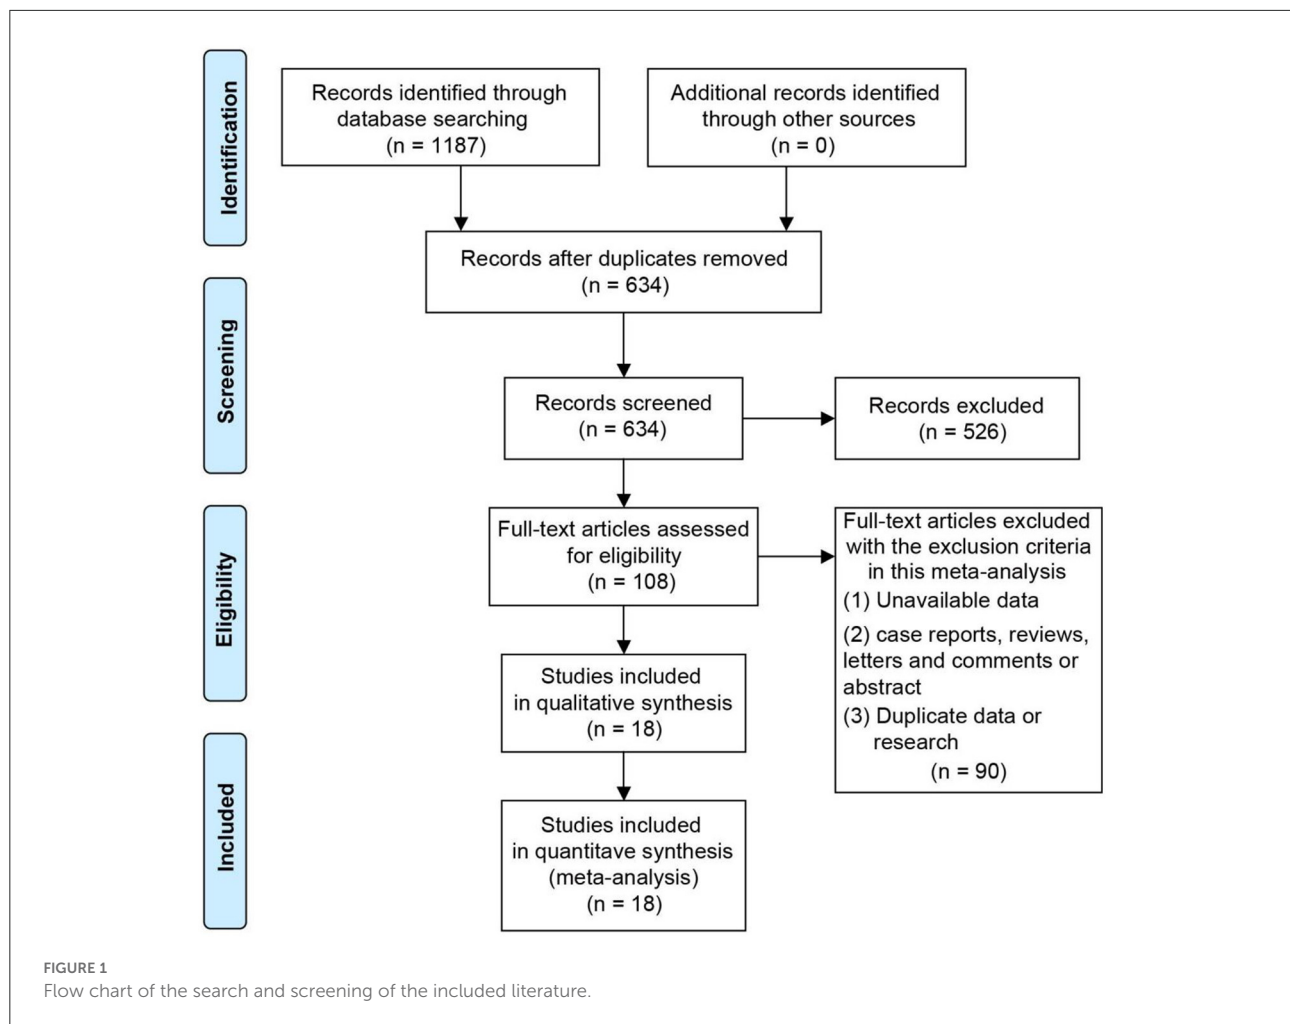 Identification
Records identified through
database searching
(n = 1187)
Additional records identified
through other sources
(n = 0)
Records after duplicates removed
(n = 634)
Screening
Records screened
(n = 634)
Records excluded
(n = 526)
Eligibility
Full-text articles assessed
for eligibility
(n = 108)
Full-text articles excluded
with the exclusion criteria
in this meta-analysis
(1) Unavailable data
(2) case reports, reviews,
letters and comments or
abstract
(3) Duplicate data or
research
(n = 90)
Studies included
in qualitative synthesis
(n = 18)
Included
Studies included
in quantitave synthesis
(meta-analysis)
(n = 18)
FIGURE 1
Flow chart of the search and screening of the included literature.